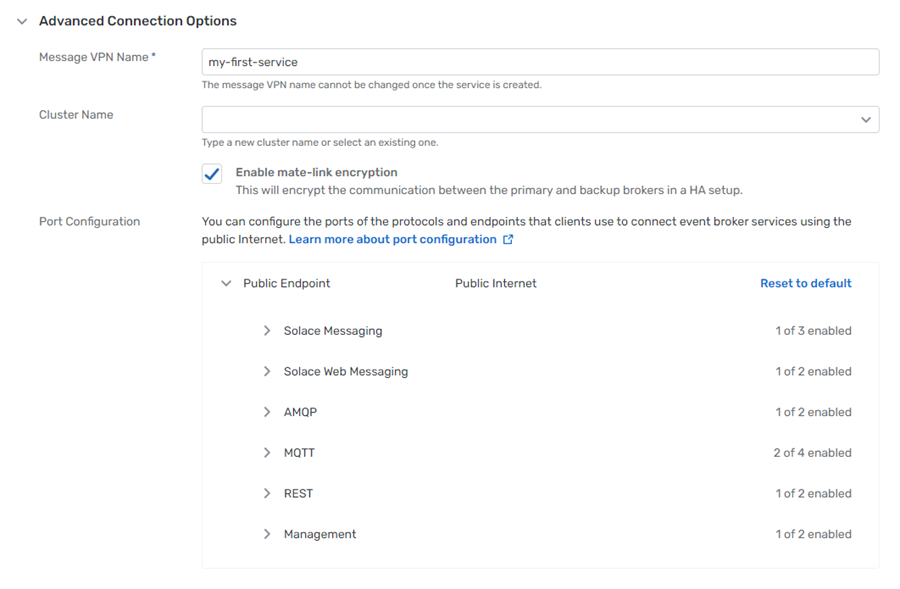 Advanced Connection Options
Message VPN Name *
my-first-service
The message VPN name cannot be changed once the service is created.
Cluster Name
Type a new cluster name or select an existing one.
Enable mate-link encryption
This will encrypt the communication between the primary and backup brokers in a HA setup.
Port Configuration
You can configure the ports of the protocols and endpoints that clients use to connect event broker services using the
public Internet. Learn more about port configuration
Public Endpoint Public Internet Reset to default
Solace Messaging 1 of 3 enabled
Solace Web Messaging 1 of 2 enabled
AMQP 1 of 2 enabled
MQTT 2 of 4 enabled
REST 1 of 2 enabled
Management 1 of 2 enabled